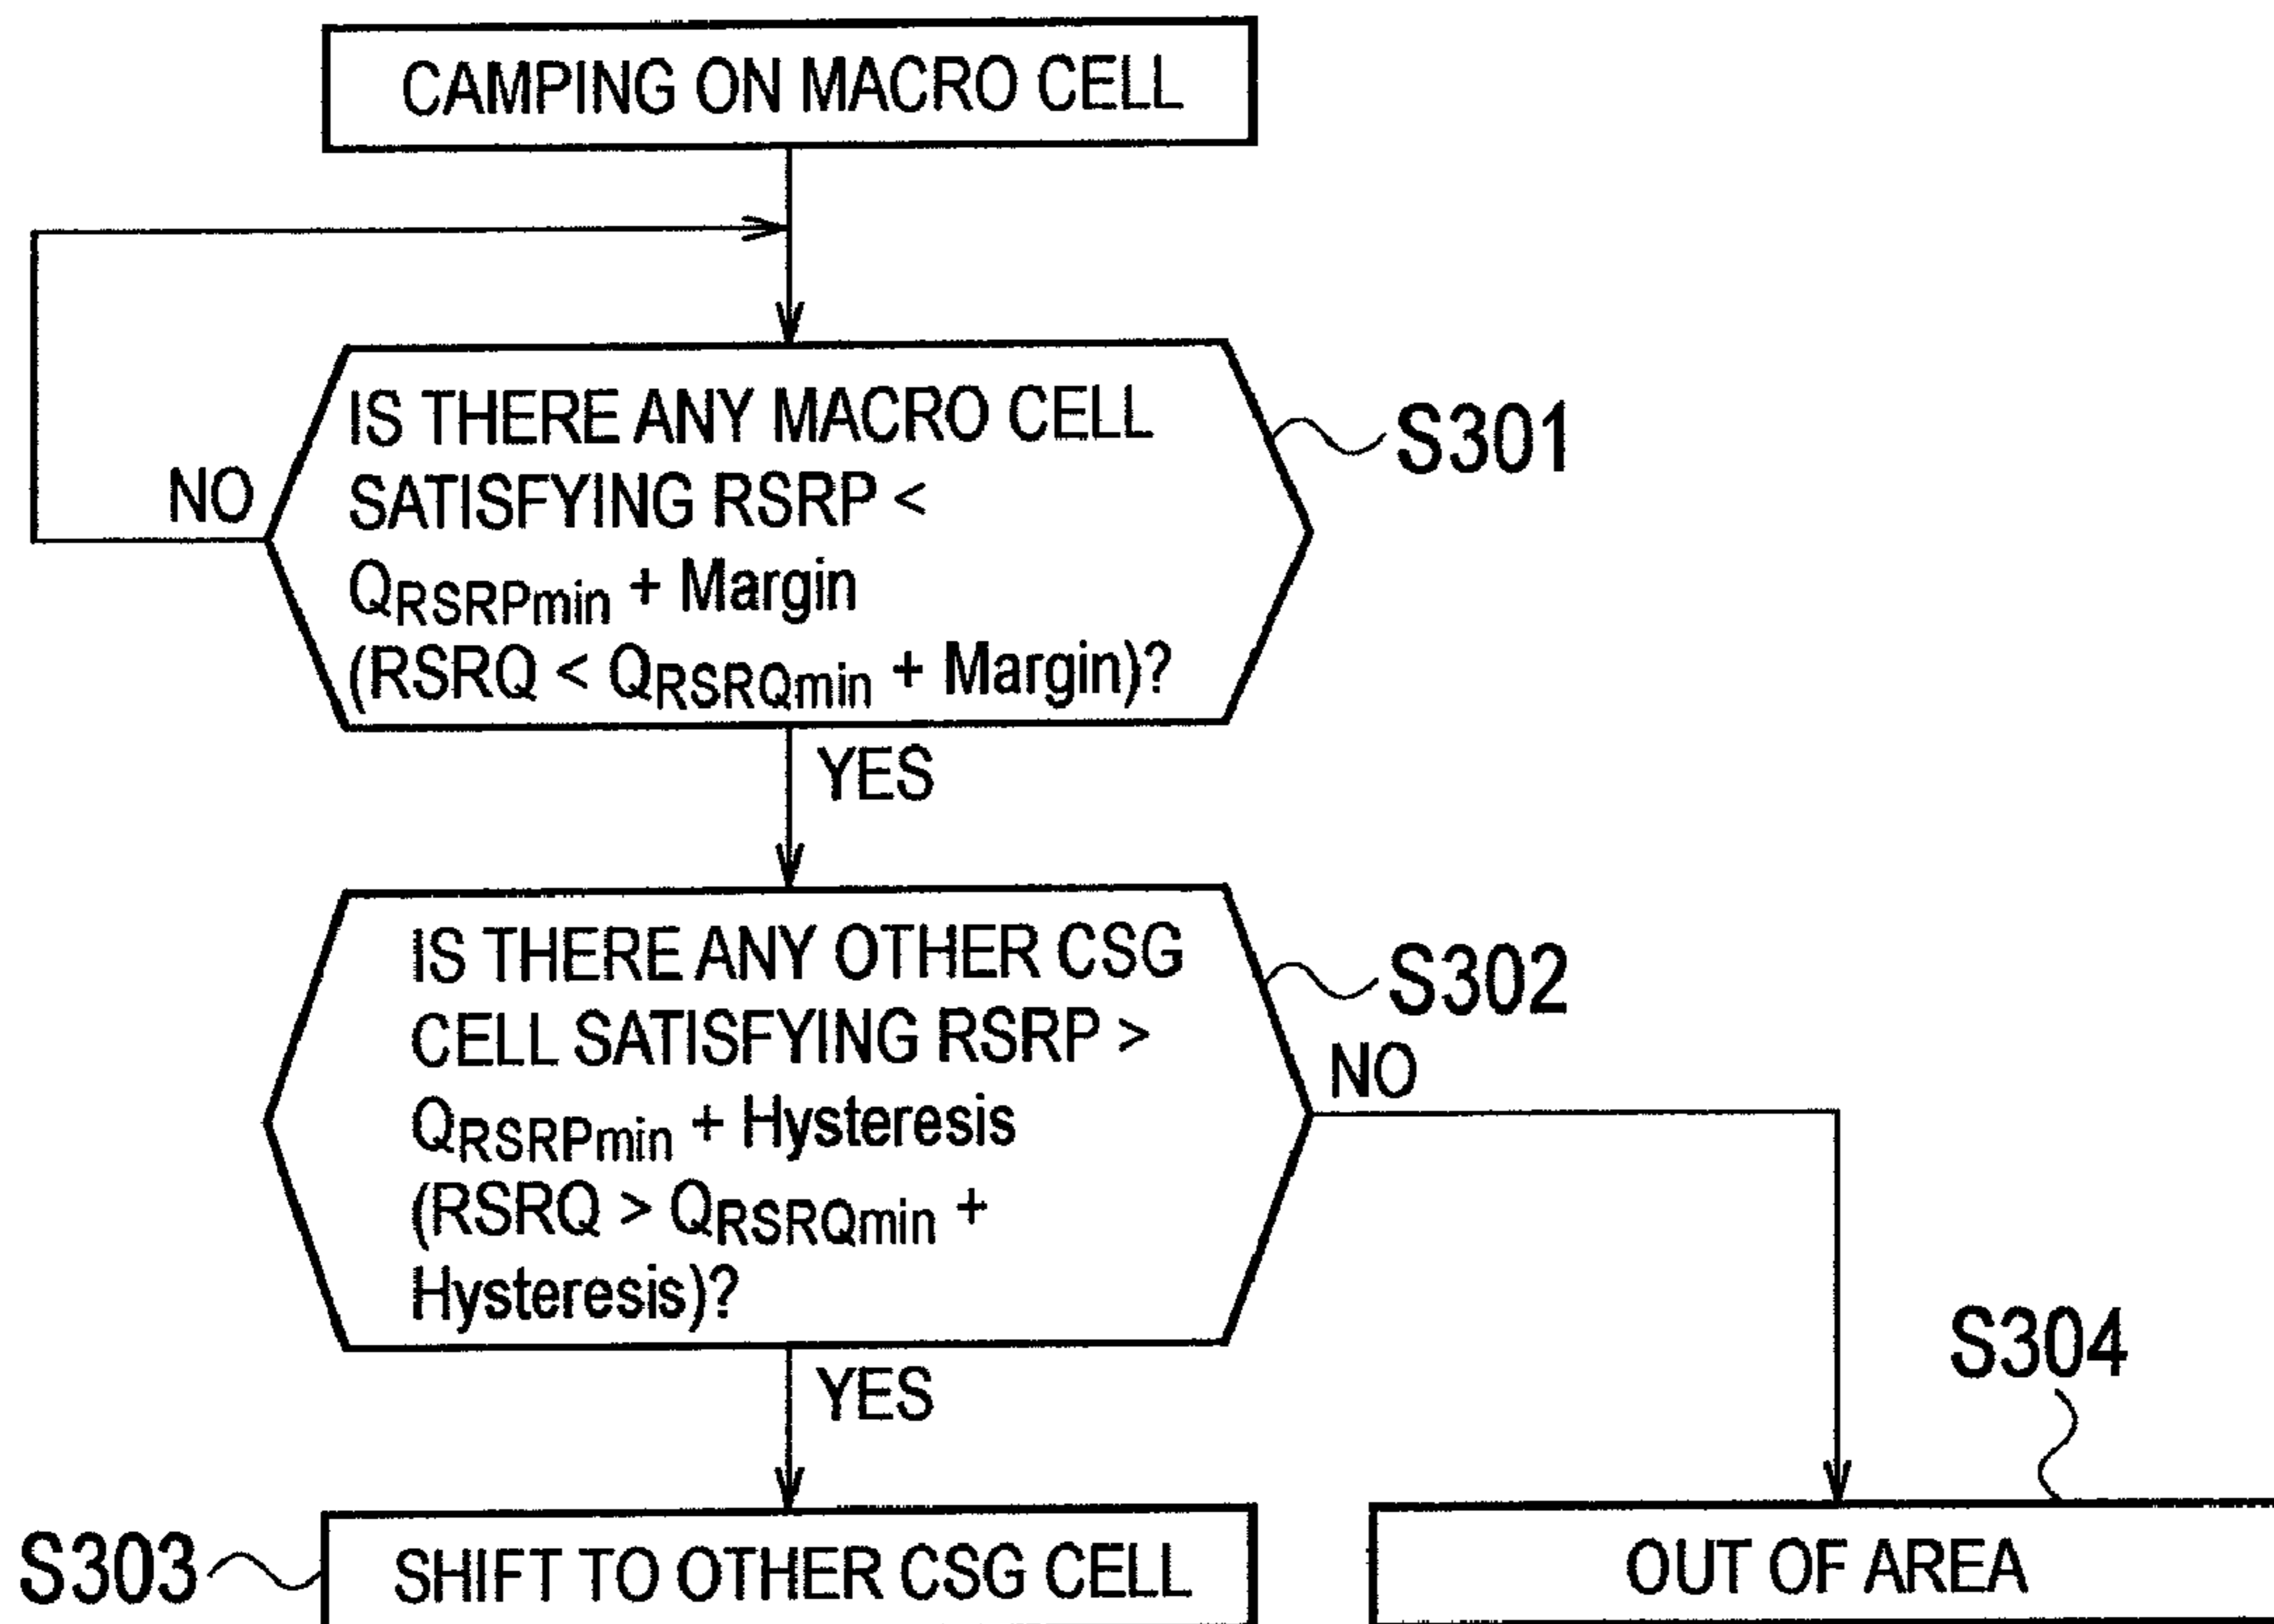 CAMPING ON MACRO CELL
IS THERE ANY MACRO CELL
SATISFYING RSRP <
QRSRPmin + Margin
(RSRQ < QRSRQmin + Margin)?
S301
NO
YES
IS THERE ANY OTHER CSG
CELL SATISFYING RSRP >
QRSRPmin + Hysteresis
(RSRQ > QRSRQmin +
Hysteresis)?
S302
NO
YES
S304
S303
SHIFT TO OTHER CSG CELL
OUT OF AREA